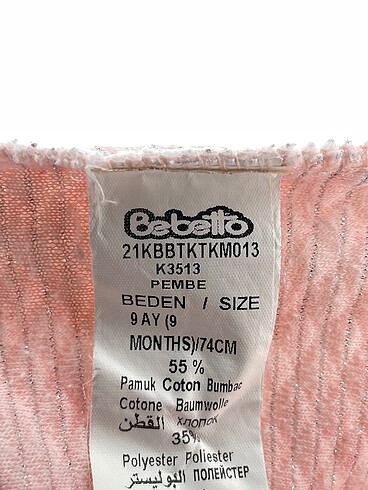 Bebetto
21KBBTKTKM013
K3513
PEMBE
BEDEN / SIZE
9 AY (9
MONTHS)/74CM
55 %
Pamuk Coton Bumbac
Cotone Baumwolle
القطن ХЛОПОК
35%
Polyester Poliester
البوليستر ПОЛИЕСТЕР